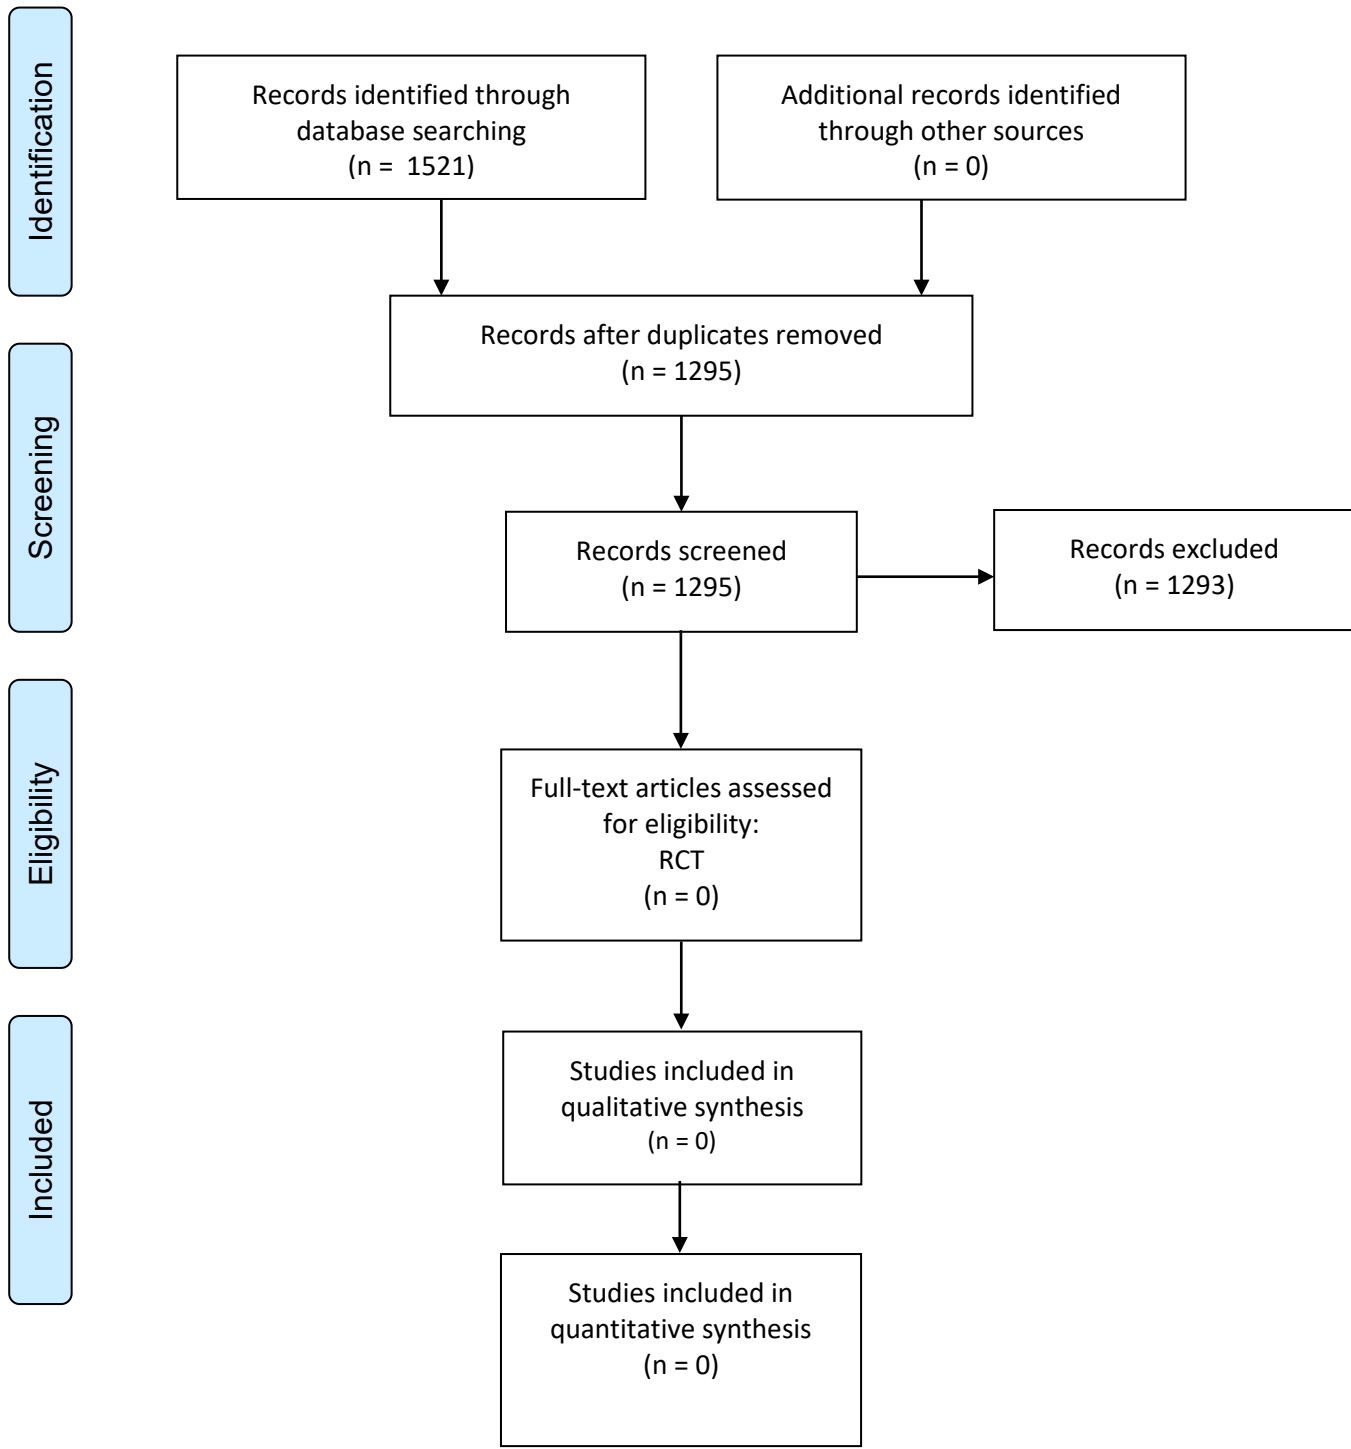 Identification
Records identified through
database searching
(n =  1521)
Additional records identified
through other sources
(n = 0)
Records after duplicates removed
(n = 1295)
Screening
Records screened
(n = 1295)
Records excluded
(n = 1293)
Eligibility
Full-text articles assessed
for eligibility:
RCT
(n = 0)
Included
Studies included in
qualitative synthesis
(n = 0)
Studies included in
quantitative synthesis
(n = 0)